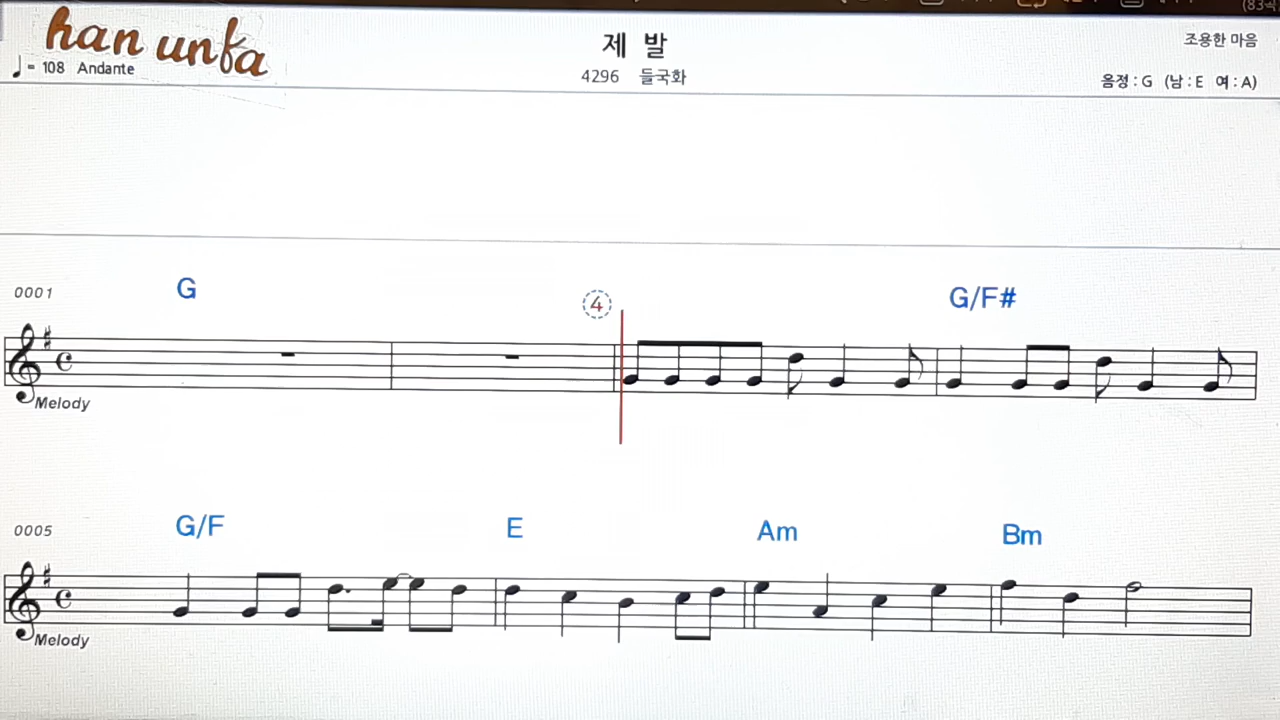 han unfa
제 발
조용한 마음
♩= 108 Andante
4296 들국화
음정 : G (남 : E 여 : A)
0001 G 4 G/F#
Melody
0005 G/F E Am Bm
Melody